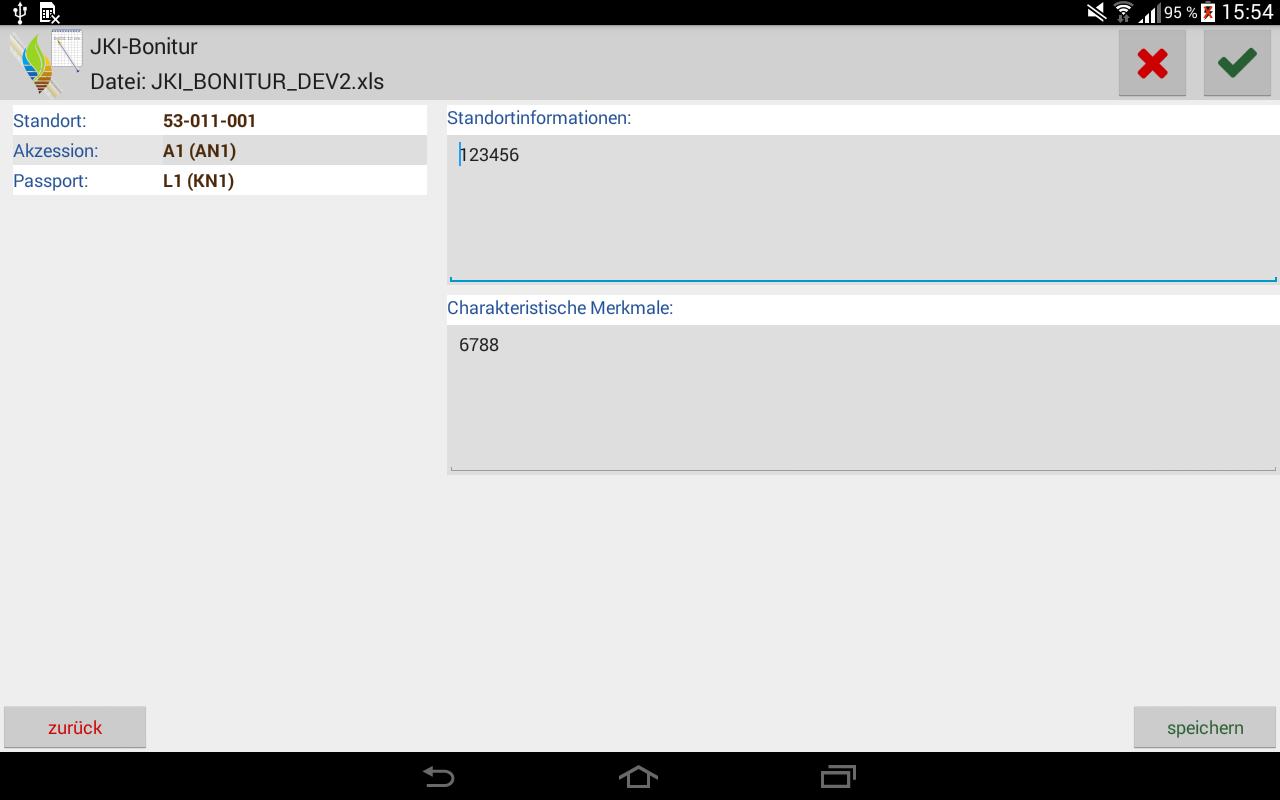 95 % 15:54
JKI-Bonitur
Datei: JKI_BONITUR_DEV2.xls
Standort: 53-011-001
Akzession: A1 (AN1)
Passport: L1 (KN1)
Standortinformationen:
123456
Charakteristische Merkmale:
6788
zurück
speichern